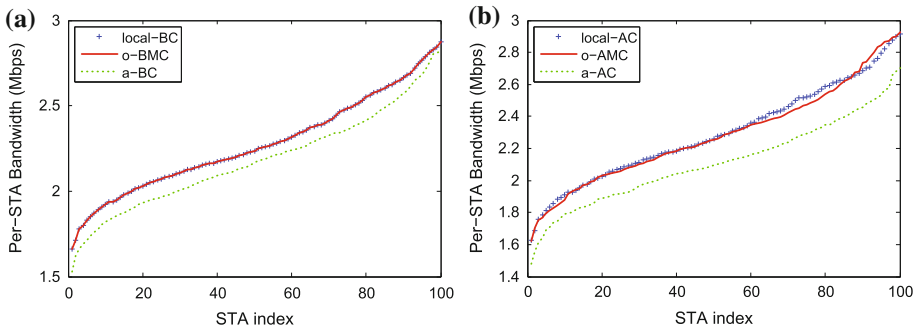 (a)
3
2.5
2
1.5
Per−STA Bandwidth (Mbps)
local−BC
o−BMC
a−BC
0
20
40
60
80
100
STA index
(b)
3
2.8
2.6
2.4
2.2
2
1.8
1.6
1.4
Per−STA Bandwidth (Mbps)
local−AC
o−AMC
a−AC
0
20
40
60
80
100
STA index